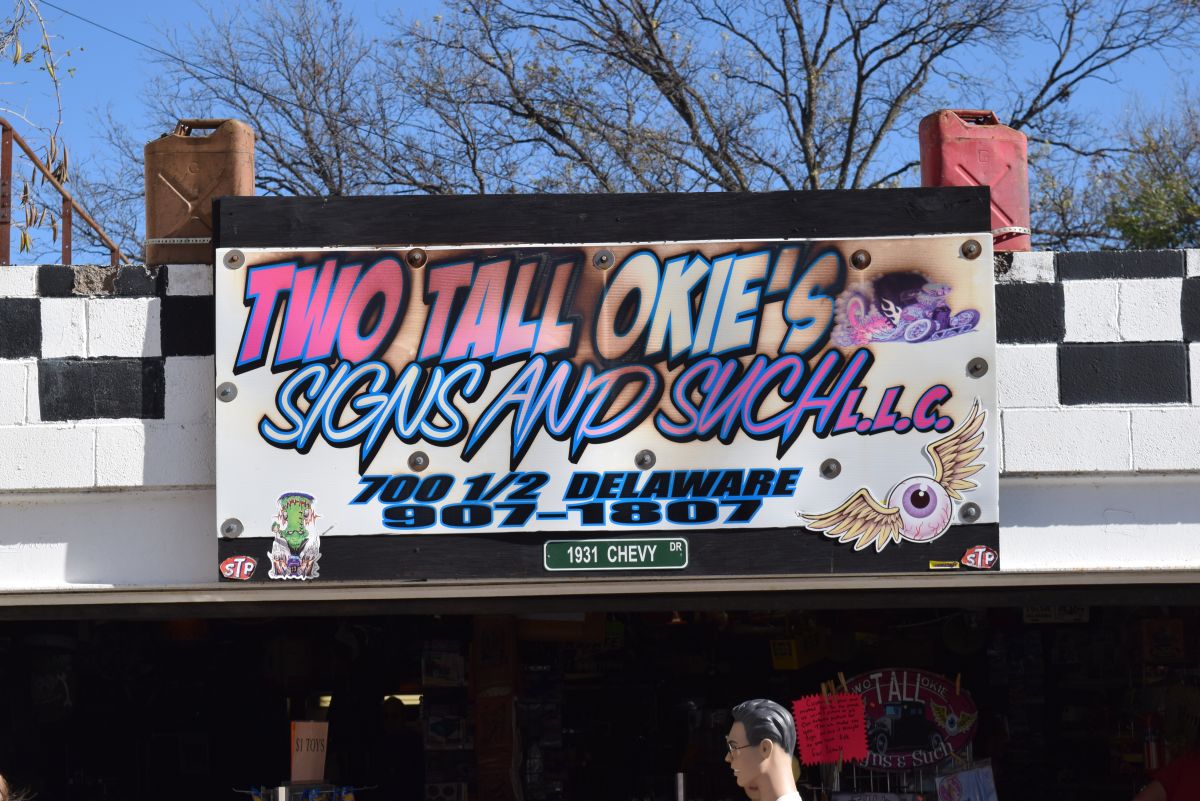 TWO TALL OKIE'S
SIGNS AND SUCH L.L.C.
700 1/2 DELAWARE
907-1807
1931 CHEVY DR
STP
STP
$1 TOYS
TWO TALL OKIE
Signs & Such